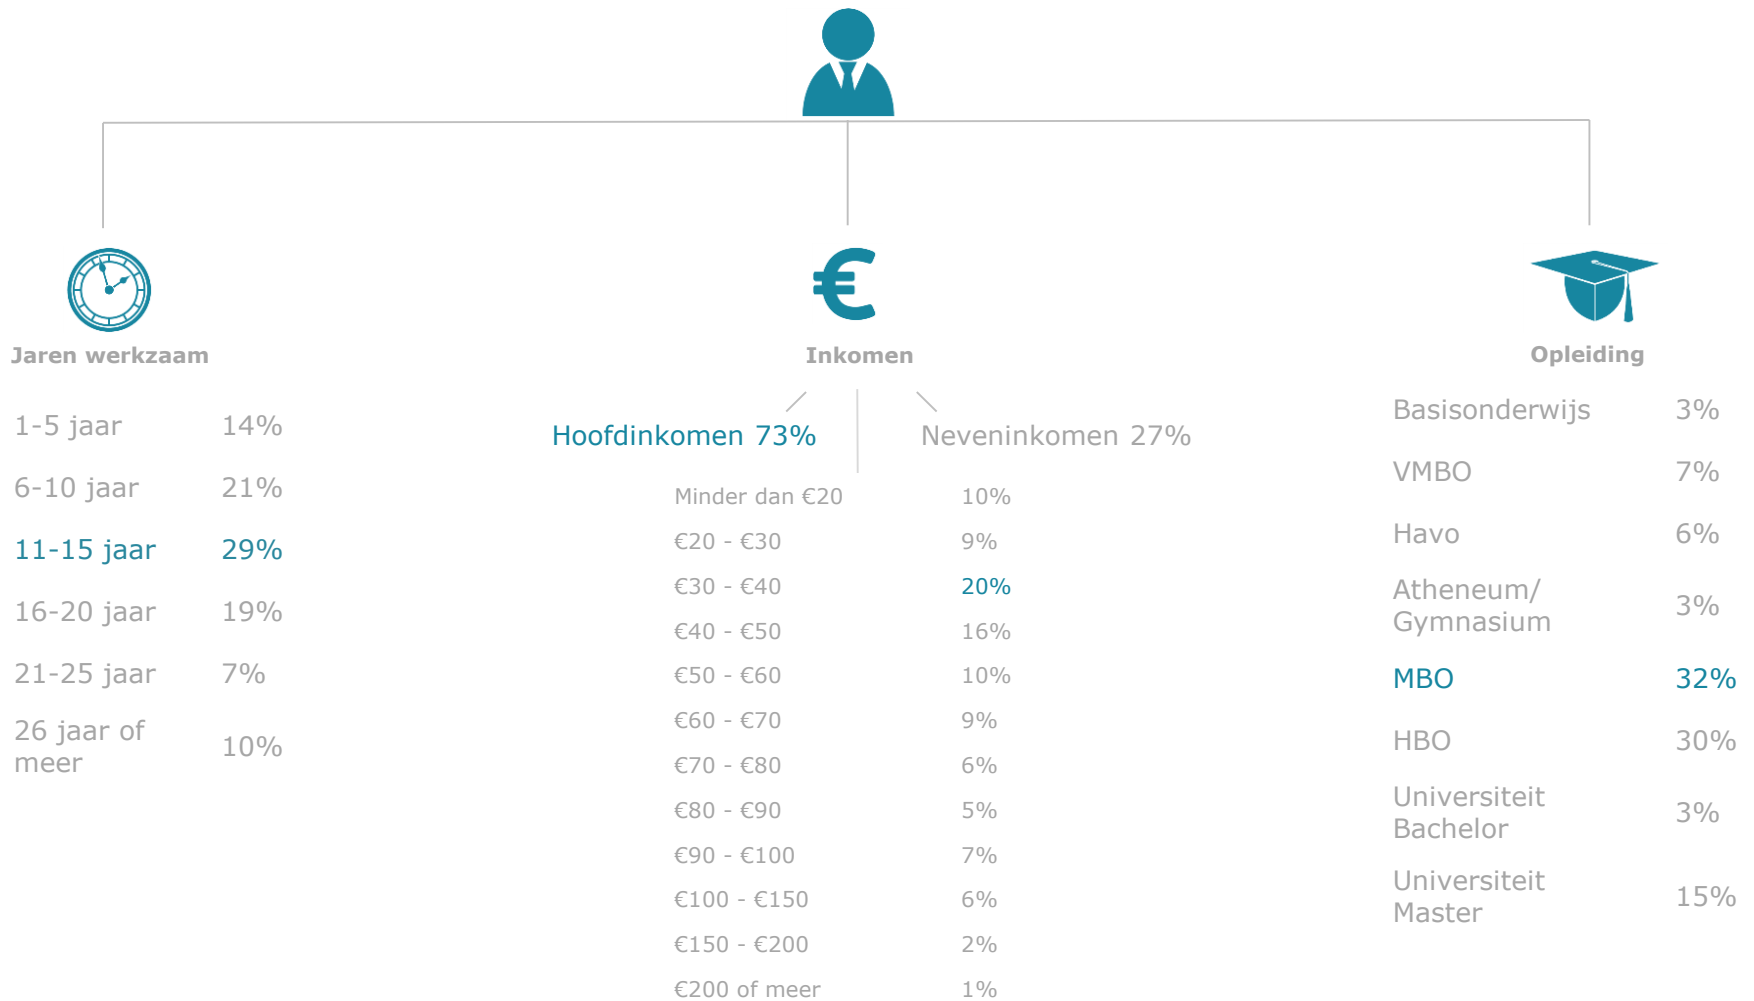 Jaren werkzaam
1-5 jaar 14%
6-10 jaar 21%
11-15 jaar 29%
16-20 jaar 19%
21-25 jaar 7%
26 jaar of
meer 10%
€
Inkomen
Hoofdinkomen 73% Neveninkomen 27%
Minder dan €20 10%
€20 - €30 9%
€30 - €40 20%
€40 - €50 16%
€50 - €60 10%
€60 - €70 9%
€70 - €80 6%
€80 - €90 5%
€90 - €100 7%
€100 - €150 6%
€150 - €200 2%
€200 of meer 1%
Opleiding
Basisonderwijs 3%
VMBO 7%
Havo 6%
Atheneum/
Gymnasium 3%
MBO 32%
HBO 30%
Universiteit
Bachelor 3%
Universiteit
Master 15%